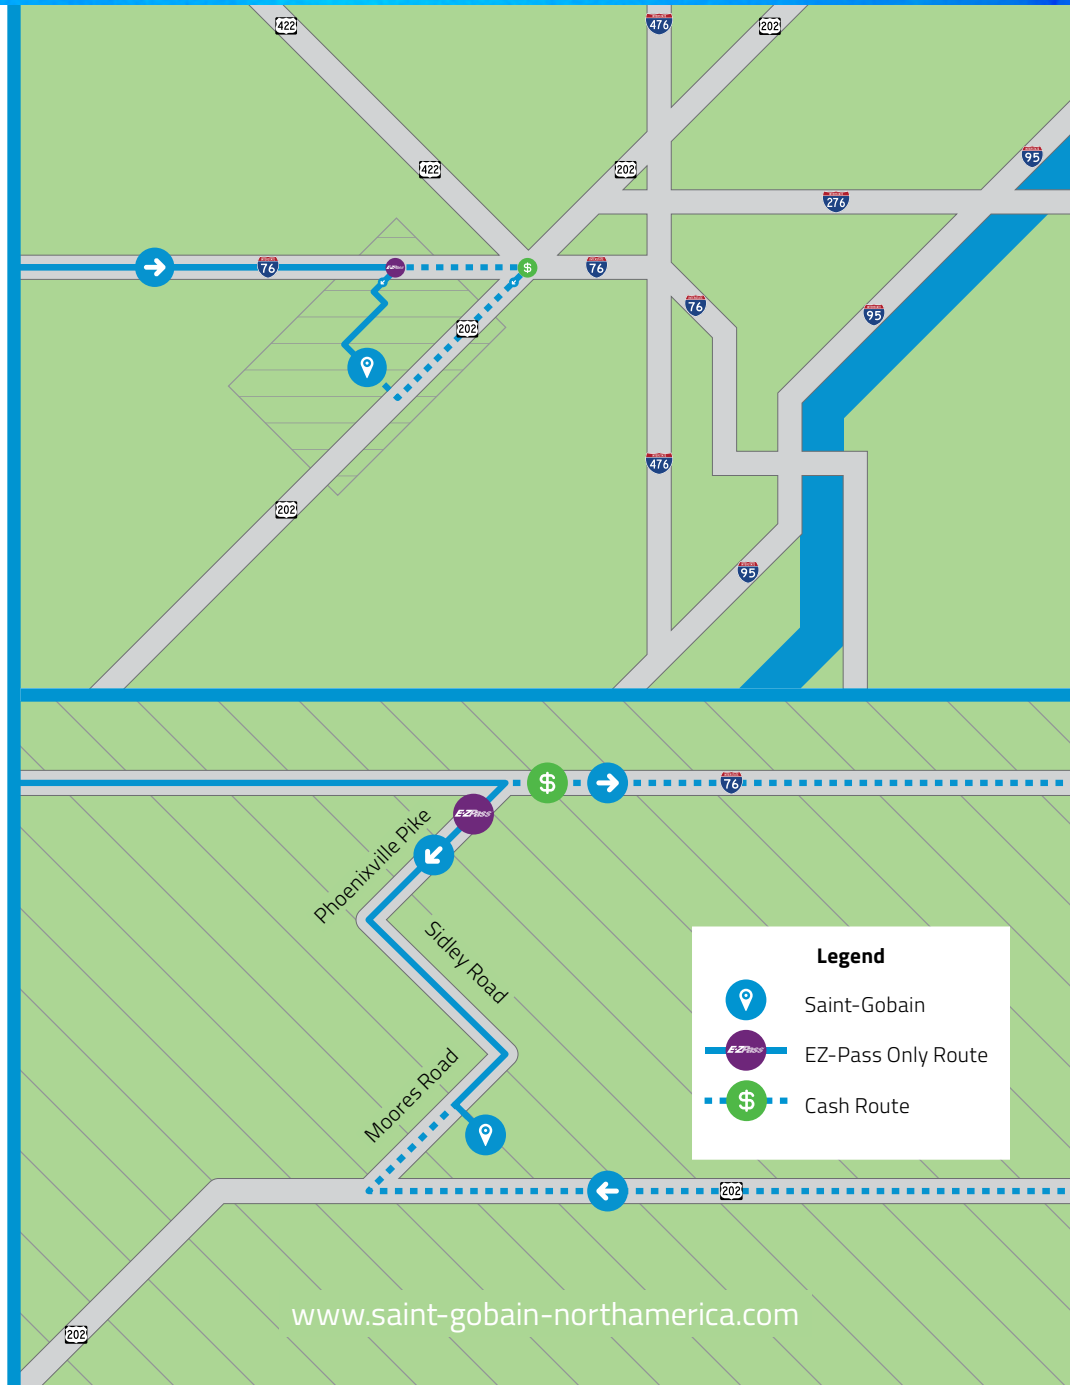 422
476
202
422
202
95
276
76
76
76
95
202
476
202
95
76
E-ZPass
Phoenixville Pike
Sidley Road
Moores Road
202
202
Legend
Saint-Gobain
E-ZPass
EZ-Pass Only Route
Cash Route
www.saint-gobain-northamerica.com